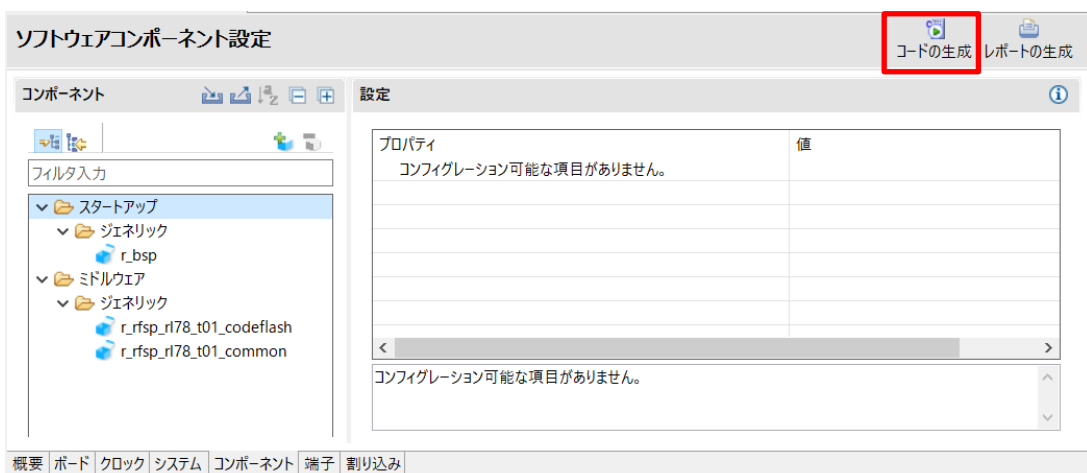 ソフトウェアコンポーネント設定
コードの生成 レポートの生成
コンポーネント
設定
プロパティ 値
コンフィグレーション可能な項目がありません。
フィルタ入力
スタートアップ
ジェネリック
r_bsp
ミドルウェア
ジェネリック
r_rfsp_rl78_t01_codeflash
r_rfsp_rl78_t01_common
コンフィグレーション可能な項目がありません。
概要 ボード クロック システム コンポーネント 端子 割り込み